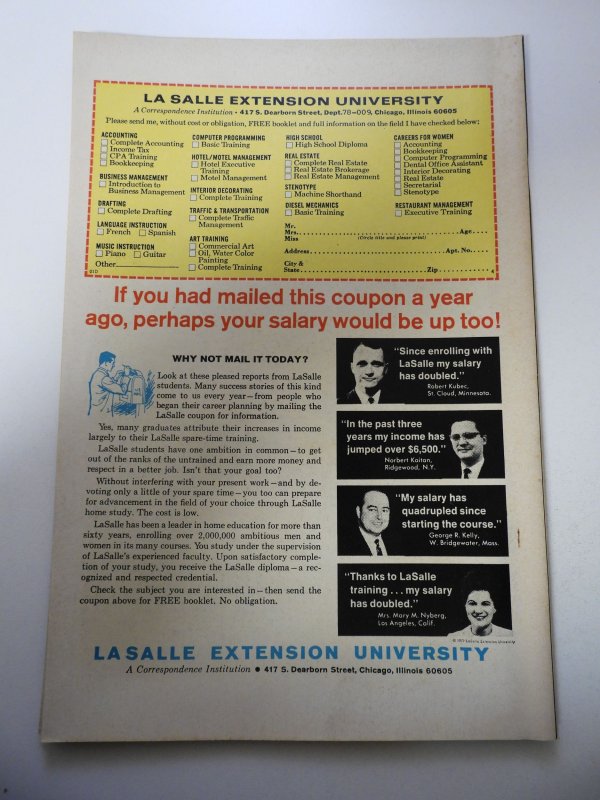 LA SALLE EXTENSION UNIVERSITY
A Correspondence Institution • 417 S. Dearborn Street, Dept. 78-009, Chicago, Illinois 60605
Please send me, without cost or obligation, FREE booklet and full information on the field I have checked below:
ACCOUNTING
Complete Accounting
Income Tax
CPA Training
Bookkeeping
BUSINESS MANAGEMENT
Introduction to
Business Management
DRAFTING
Complete Drafting
LANGUAGE INSTRUCTION
French Spanish
MUSIC INSTRUCTION
Piano Guitar
Other
COMPUTER PROGRAMMING
Basic Training
HOTEL/MOTEL MANAGEMENT
Hotel Executive
Training
Motel Management
INTERIOR DECORATING
Complete Training
TRAFFIC & TRANSPORTATION
Complete Traffic
Management
ART TRAINING
Commercial Art
Oil, Water Color
Painting
Complete Training
HIGH SCHOOL
High School Diploma
REAL ESTATE
Complete Real Estate
Real Estate Brokerage
Real Estate Management
STENOTYPE
Machine Shorthand
DIESEL MECHANICS
Basic Training
CAREERS FOR WOMEN
Accounting
Bookkeeping
Computer Programming
Dental Office Assistant
Interior Decorating
Real Estate
Secretarial
Stenotype
RESTAURANT MANAGEMENT
Executive Training
Mr.
Mrs. Age
Miss (Circle title and please print)
Address Apt. No.
City &
State Zip
If you had mailed this coupon a year
ago, perhaps your salary would be up too!
WHY NOT MAIL IT TODAY?
Look at these pleased reports from LaSalle
students. Many success stories of this kind
come to us every year—from people who
began their career planning by mailing the
LaSalle coupon for information.
Yes, many graduates attribute their increases in income
largely to their LaSalle spare-time training.
LaSalle students have one ambition in common—to get
out of the ranks of the untrained and earn more money and
respect in a better job. Isn't that your goal too?
Without interfering with your present work—and by de-
voting only a little of your spare time—you too can prepare
for advancement in the field of your choice through LaSalle
home study. The cost is low.
LaSalle has been a leader in home education for more than
sixty years, enrolling over 2,000,000 ambitious men and
women in its many courses. You study under the supervision
of LaSalle's experienced faculty. Upon satisfactory comple-
tion of your study, you receive the LaSalle diploma—a rec-
ognized and respected credential.
Check the subject you are interested in—then send the
coupon above for FREE booklet. No obligation.
"Since enrolling with
LaSalle my salary
has doubled."
Robert Kubec,
St. Cloud, Minnesota.
"In the past three
years my income has
jumped over $6,500."
Norbert Kaitan,
Ridgewood, N.Y.
"My salary has
quadrupled since
starting the course."
George R. Kelly,
W. Bridgewater, Mass.
"Thanks to LaSalle
training . . . my salary
has doubled."
Mrs. Mary M. Nyberg,
Los Angeles, Calif.
LASALLE EXTENSION UNIVERSITY
A Correspondence Institution • 417 S. Dearborn Street, Chicago, Illinois 60605